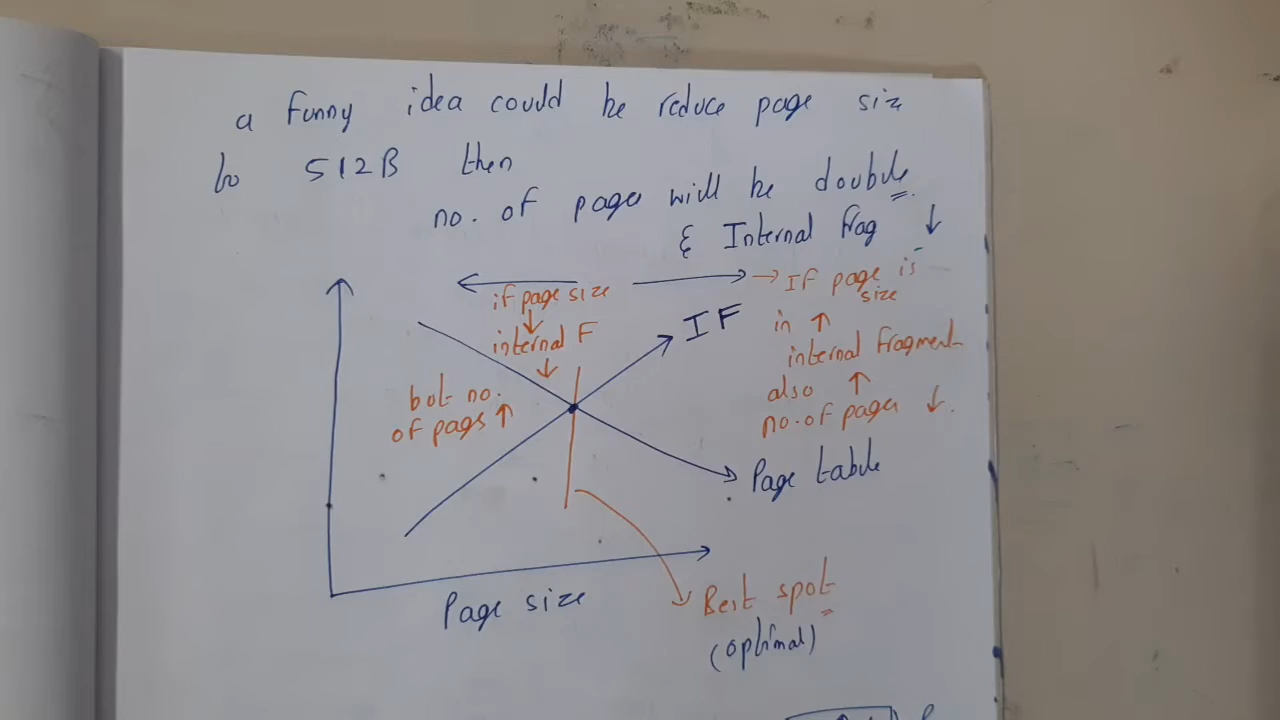 a funny idea could be reduce page siz
to 512B then
no. of pages will be double.
& Internal frag ↓
if page size
↓
internal F
↓
but no.
of pags ↑
IF
→ If page is
size
in ↑
internal fragment
also ↑
no. of pages ↓.
Page table
Page size
Best spot
(optimal)